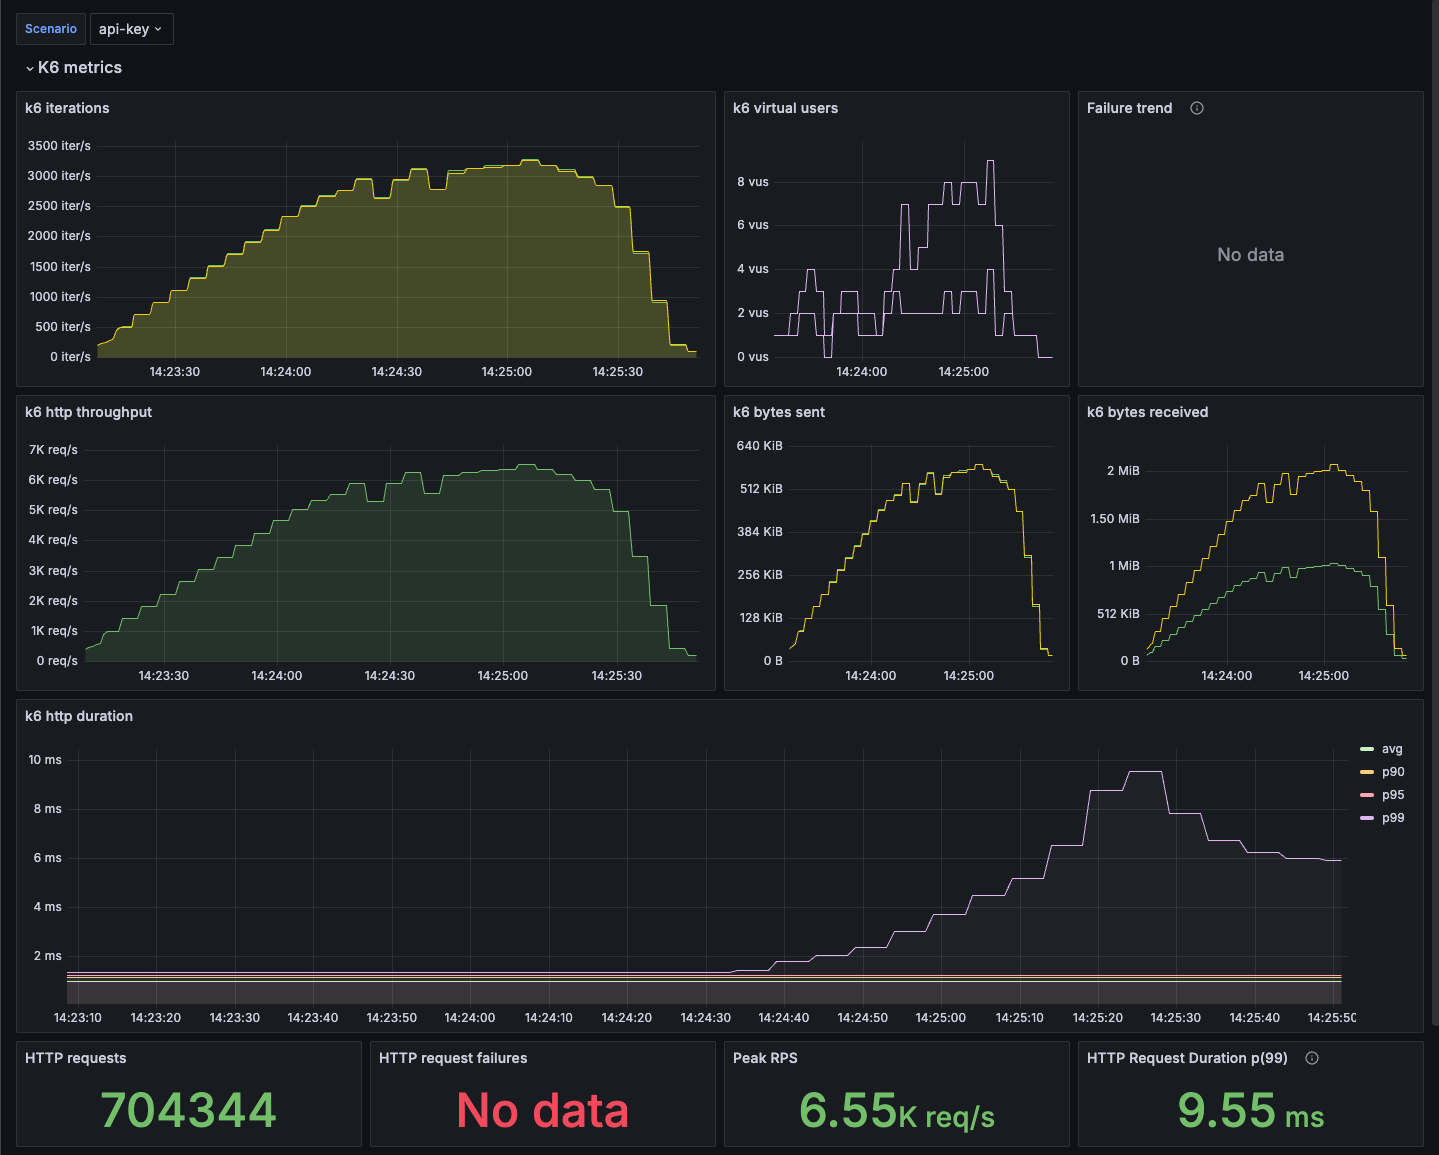 Scenario
api-key
K6 metrics
k6 iterations
3500 iter/s
3000 iter/s
2500 iter/s
2000 iter/s
1500 iter/s
1000 iter/s
500 iter/s
0 iter/s
14:23:30 14:24:00 14:24:30 14:25:00 14:25:30
k6 virtual users
8 vus
6 vus
4 vus
2 vus
0 vus
14:24:00 14:25:00
Failure trend
No data
k6 http throughput
7K req/s
6K req/s
5K req/s
4K req/s
3K req/s
2K req/s
1K req/s
0 req/s
14:23:30 14:24:00 14:24:30 14:25:00 14:25:30
k6 bytes sent
640 KiB
512 KiB
384 KiB
256 KiB
128 KiB
0 B
14:24:00 14:25:00
k6 bytes received
2 MiB
1.50 MiB
1 MiB
512 KiB
0 B
14:24:00 14:25:00
k6 http duration
10 ms
8 ms
6 ms
4 ms
2 ms
14:23:10 14:23:20 14:23:30 14:23:40 14:23:50 14:24:00 14:24:10 14:24:20 14:24:30 14:24:40 14:24:50 14:25:00 14:25:10 14:25:20 14:25:30 14:25:40 14:25:50
avg
p90
p95
p99
HTTP requests
704344
HTTP request failures
No data
Peak RPS
6.55K req/s
HTTP Request Duration p(99)
9.55 ms